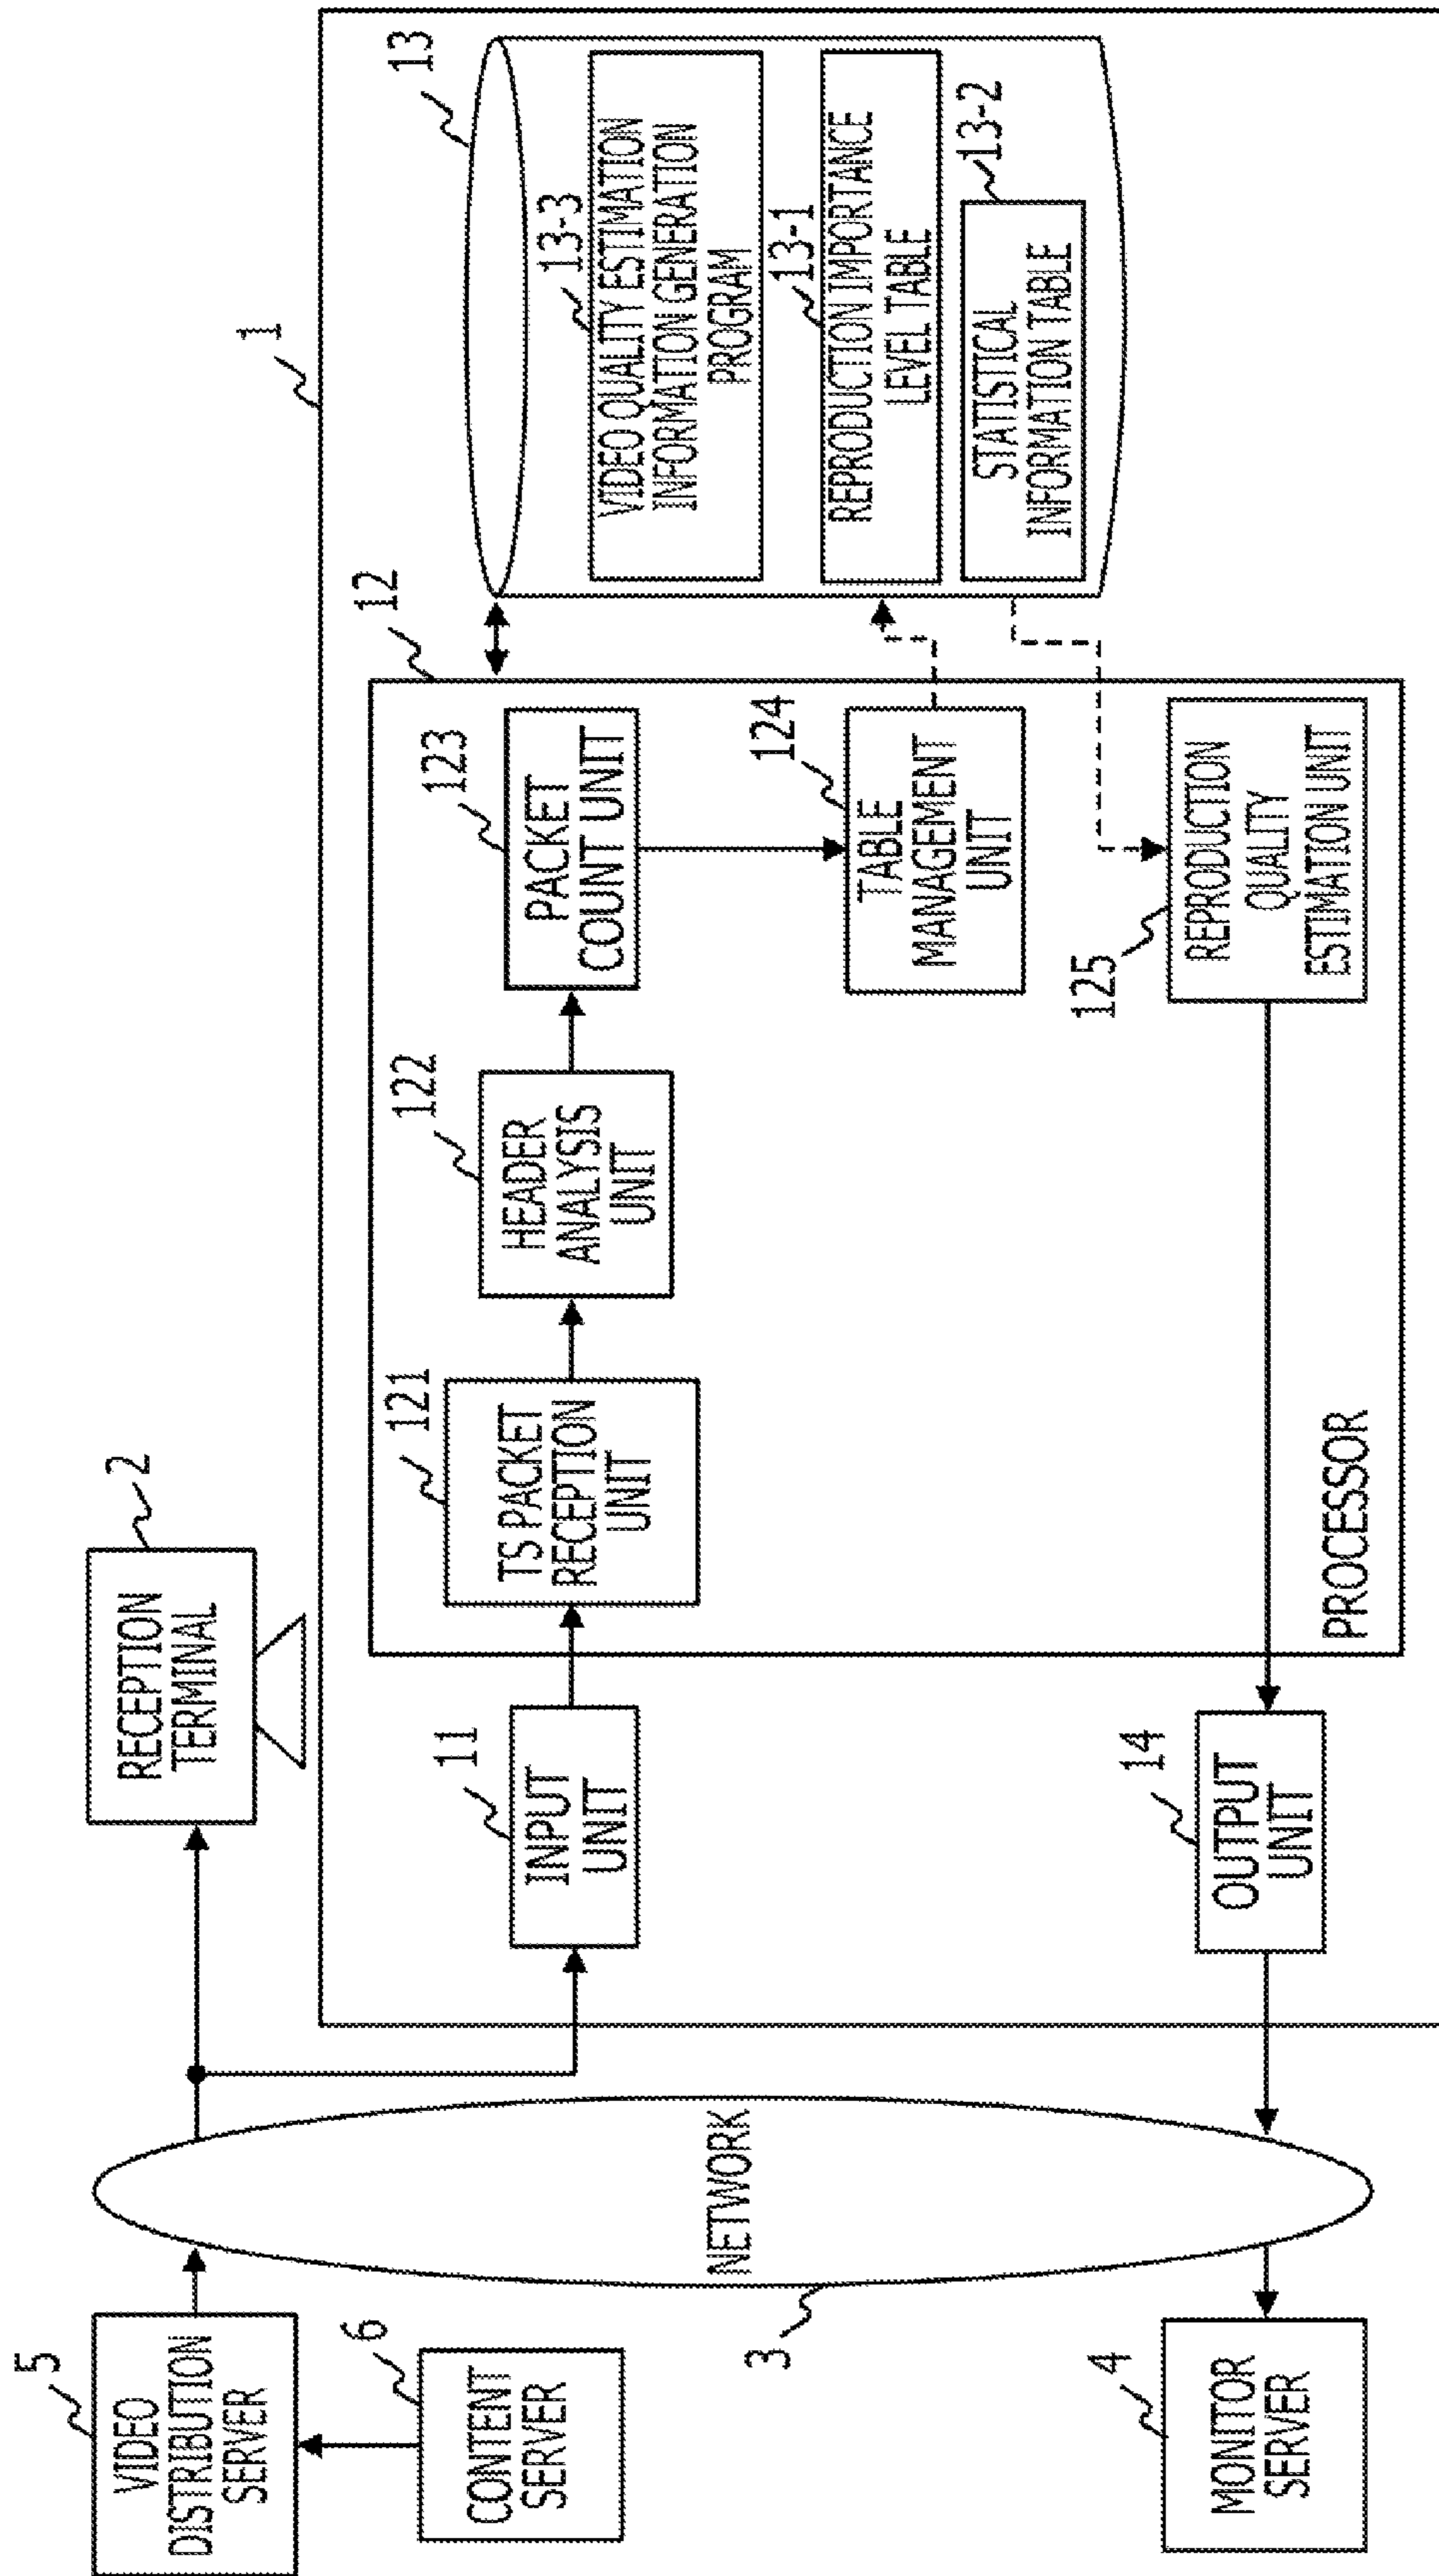 5
VIDEO
DISTRIBUTION
SERVER
6
CONTENT
SERVER
4
MONITOR
SERVER
3
NETWORK
2
RECEPTION
TERMINAL
1
11
INPUT
UNIT
14
OUTPUT
UNIT
12
PROCESSOR
121
TS PACKET
RECEPTION
UNIT
122
HEADER
ANALYSIS
UNIT
123
PACKET
COUNT UNIT
124
TABLE
MANAGEMENT
UNIT
125
REPRODUCTION
QUALITY
ESTIMATION UNIT
13
13-3
VIDEO QUALITY ESTIMATION
INFORMATION GENERATION
PROGRAM
13-1
REPRODUCTION IMPORTANCE
LEVEL TABLE
13-2
STATISTICAL
INFORMATION TABLE